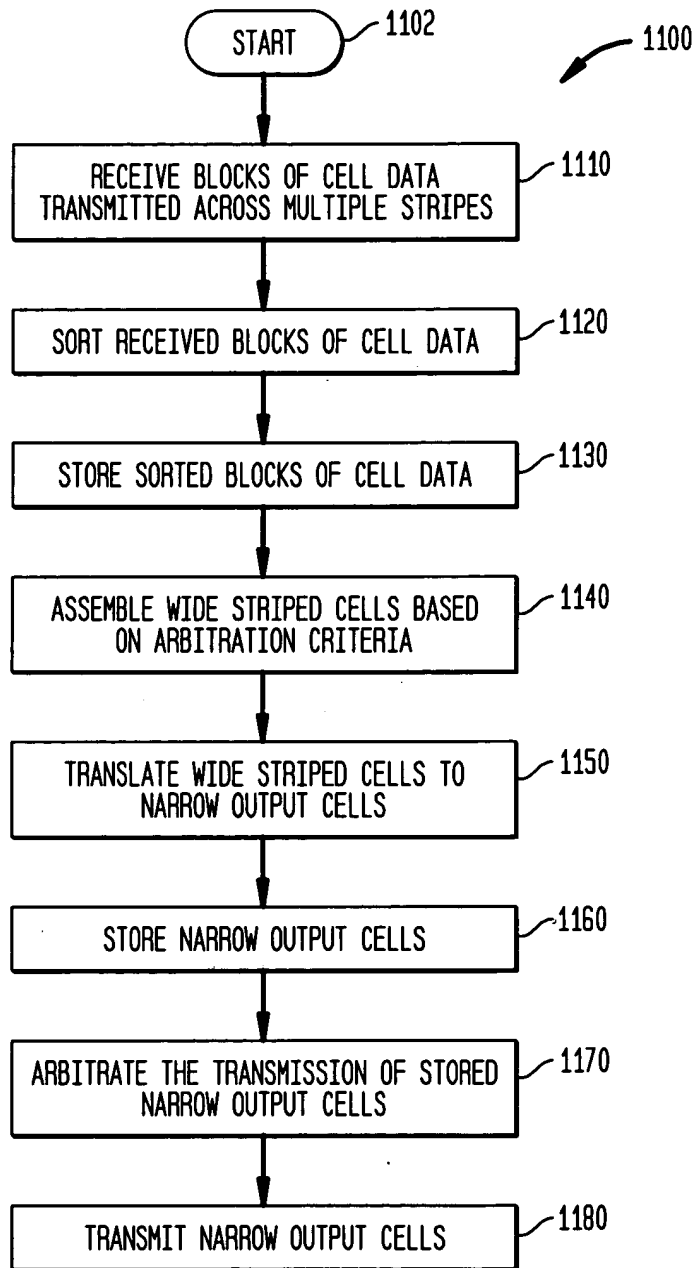 START
1102
1100
RECEIVE BLOCKS OF CELL DATA
TRANSMITTED ACROSS MULTIPLE STRIPES
1110
SORT RECEIVED BLOCKS OF CELL DATA
1120
STORE SORTED BLOCKS OF CELL DATA
1130
ASSEMBLE WIDE STRIPED CELLS BASED
ON ARBITRATION CRITERIA
1140
TRANSLATE WIDE STRIPED CELLS TO
NARROW OUTPUT CELLS
1150
STORE NARROW OUTPUT CELLS
1160
ARBITRATE THE TRANSMISSION OF STORED
NARROW OUTPUT CELLS
1170
TRANSMIT NARROW OUTPUT CELLS
1180